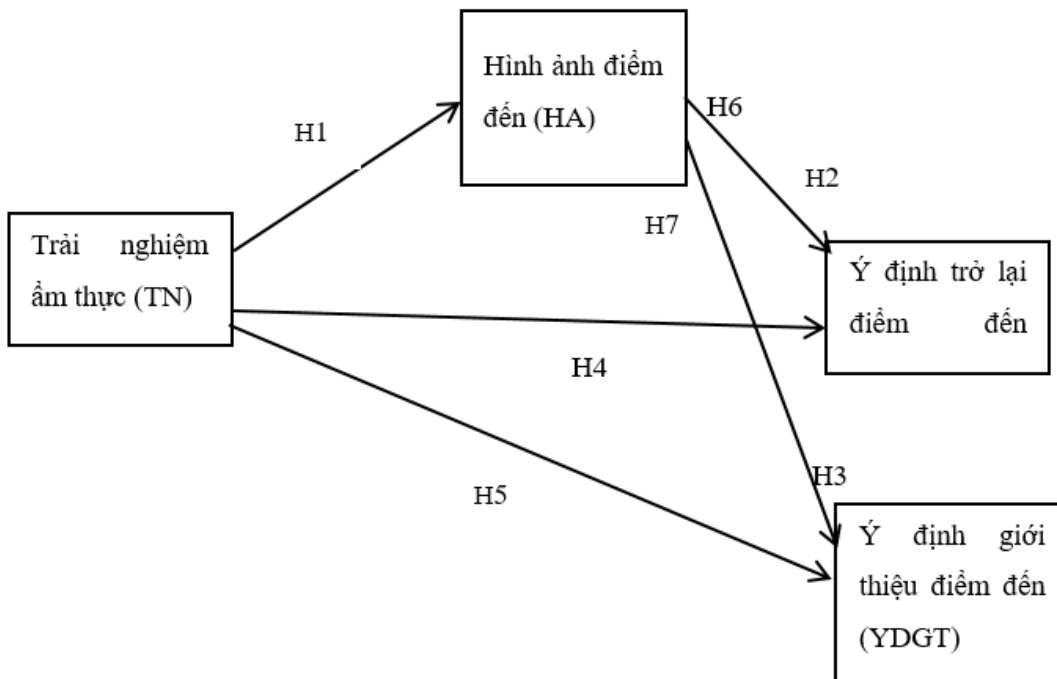 Hình ảnh điểm
đến (HA)
H6
H1
H2
H7
Trải nghiệm
ẩm thực (TN)
Ý định trở lại
điểm đến
H4
H5
H3
Ý định giới
thiệu điểm đến
(YDGT)